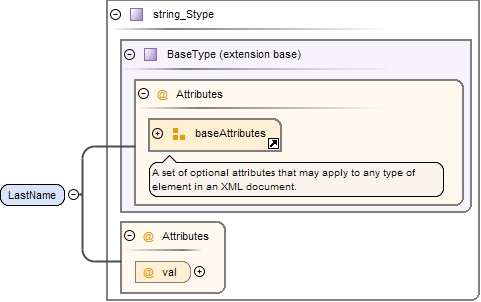 string_Stype
BaseType (extension base)
@ Attributes
baseAttributes
A set of optional attributes that may apply to any type of
element in an XML document.
LastName
@ Attributes
@ val